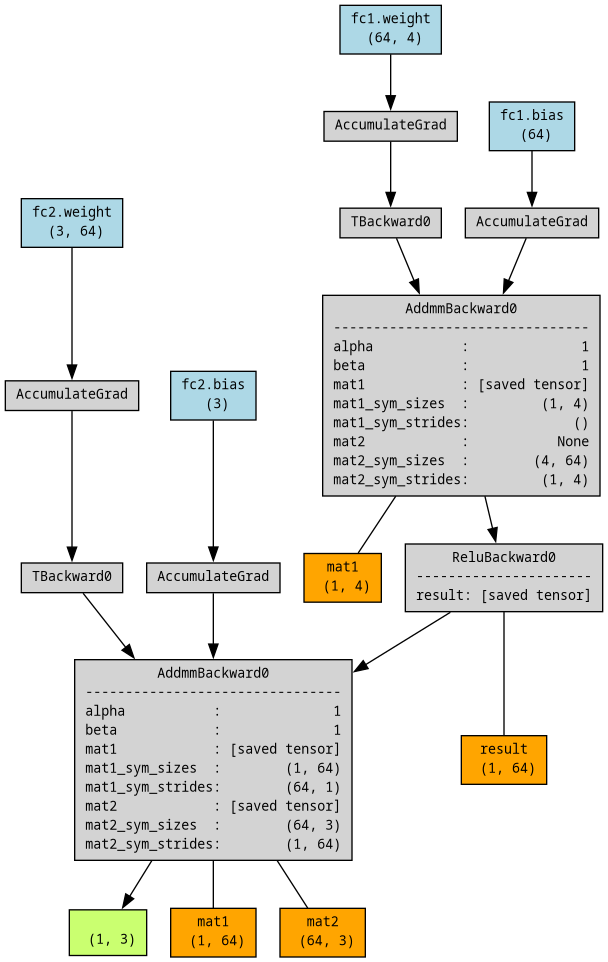 fc1.weight
(64, 4)
AccumulateGrad
fc1.bias
(64)
TBackward0
AccumulateGrad
fc2.weight
(3, 64)
AddmmBackward0
--------------------------------
alpha           :              1
beta            :              1
mat1            : [saved tensor]
mat1_sym_sizes  :         (1, 4)
mat1_sym_strides:             ()
mat2            :           None
mat2_sym_sizes  :        (4, 64)
mat2_sym_strides:         (1, 4)
AccumulateGrad
fc2.bias
(3)
mat1
(1, 4)
ReluBackward0
----------------------
result: [saved tensor]
TBackward0
AccumulateGrad
AddmmBackward0
--------------------------------
alpha           :              1
beta            :              1
mat1            : [saved tensor]
mat1_sym_sizes  :        (1, 64)
mat1_sym_strides:        (64, 1)
mat2            : [saved tensor]
mat2_sym_sizes  :        (64, 3)
mat2_sym_strides:        (1, 64)
result
(1, 64)
(1, 3)
mat1
(1, 64)
mat2
(64, 3)